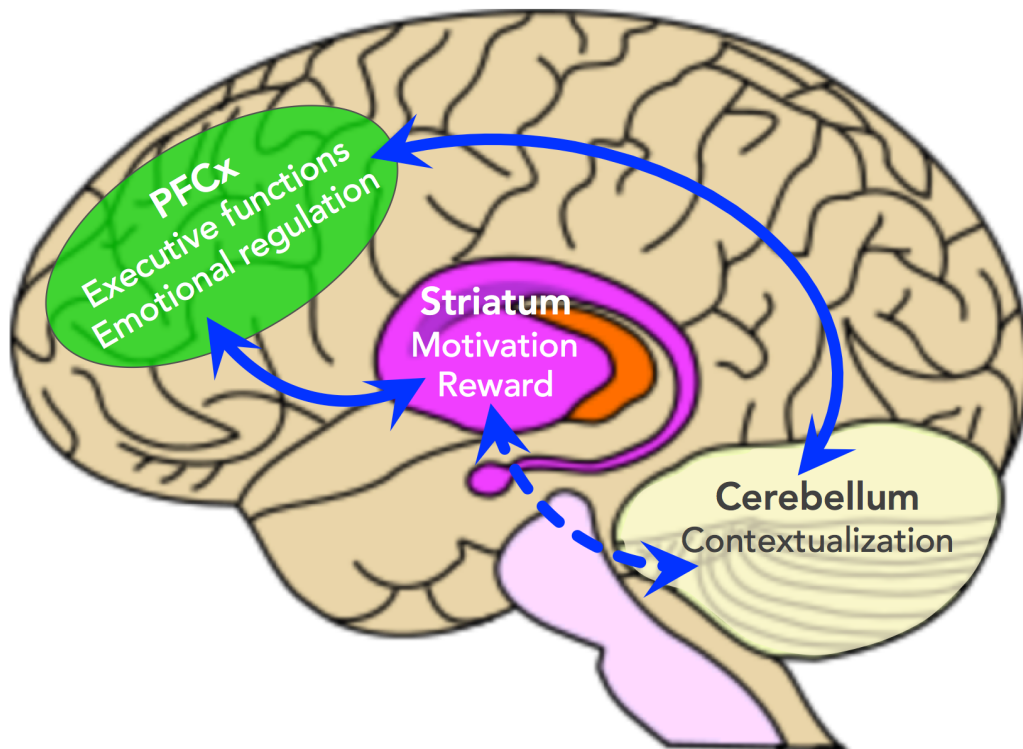 PFCx
Executive functions
Emotional regulation
Striatum
Motivation
Reward
Cerebellum
Contextualization